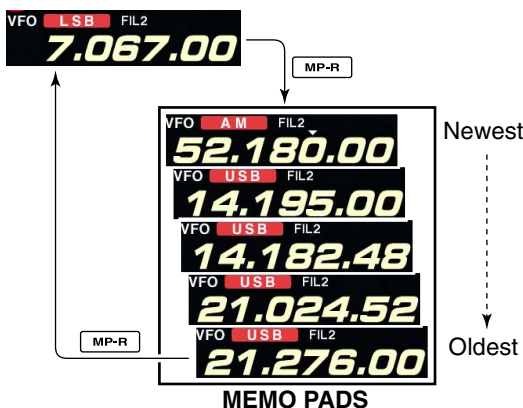 VFO LSB FIL2
7.067.00
MP-R
VFO AM FIL2
52.180.00
Newest
VFO USB FIL2
14.195.00
VFO USB FIL2
14.182.48
VFO USB FIL2
21.024.52
VFO USB FIL2
21.276.00
Oldest
MP-R
MEMO PADS